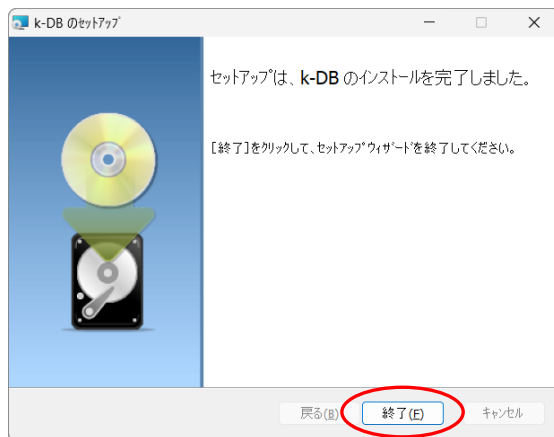 k-DB のｾｯﾄｱｯﾌﾟ
ｾｯﾄｱｯﾌﾟは、k-DB のｲﾝｽﾄｰﾙを完了しました。
[終了]をｸﾘｯｸして、ｾｯﾄｱｯﾌﾟｳｨｻﾞｰﾄﾞを終了してください。
戻る(B) 終了(F) ｷｬﾝｾﾙ